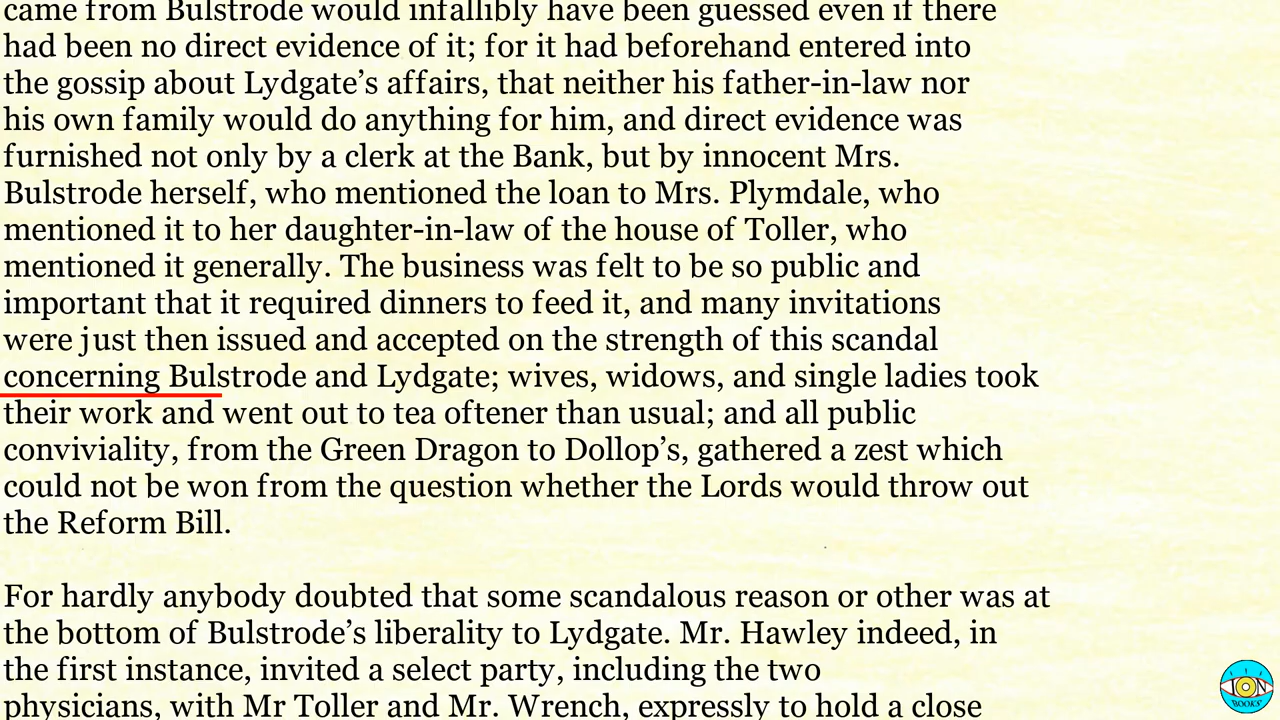 came from Bulstrode would infallibly have been guessed even if there
had been no direct evidence of it; for it had beforehand entered into
the gossip about Lydgate’s affairs, that neither his father-in-law nor
his own family would do anything for him, and direct evidence was
furnished not only by a clerk at the Bank, but by innocent Mrs.
Bulstrode herself, who mentioned the loan to Mrs. Plymdale, who
mentioned it to her daughter-in-law of the house of Toller, who
mentioned it generally. The business was felt to be so public and
important that it required dinners to feed it, and many invitations
were just then issued and accepted on the strength of this scandal
concerning Bulstrode and Lydgate; wives, widows, and single ladies took
their work and went out to tea oftener than usual; and all public
conviviality, from the Green Dragon to Dollop’s, gathered a zest which
could not be won from the question whether the Lords would throw out
the Reform Bill.
For hardly anybody doubted that some scandalous reason or other was at
the bottom of Bulstrode’s liberality to Lydgate. Mr. Hawley indeed, in
the first instance, invited a select party, including the two
physicians, with Mr Toller and Mr. Wrench, expressly to hold a close
ION
BOOKS